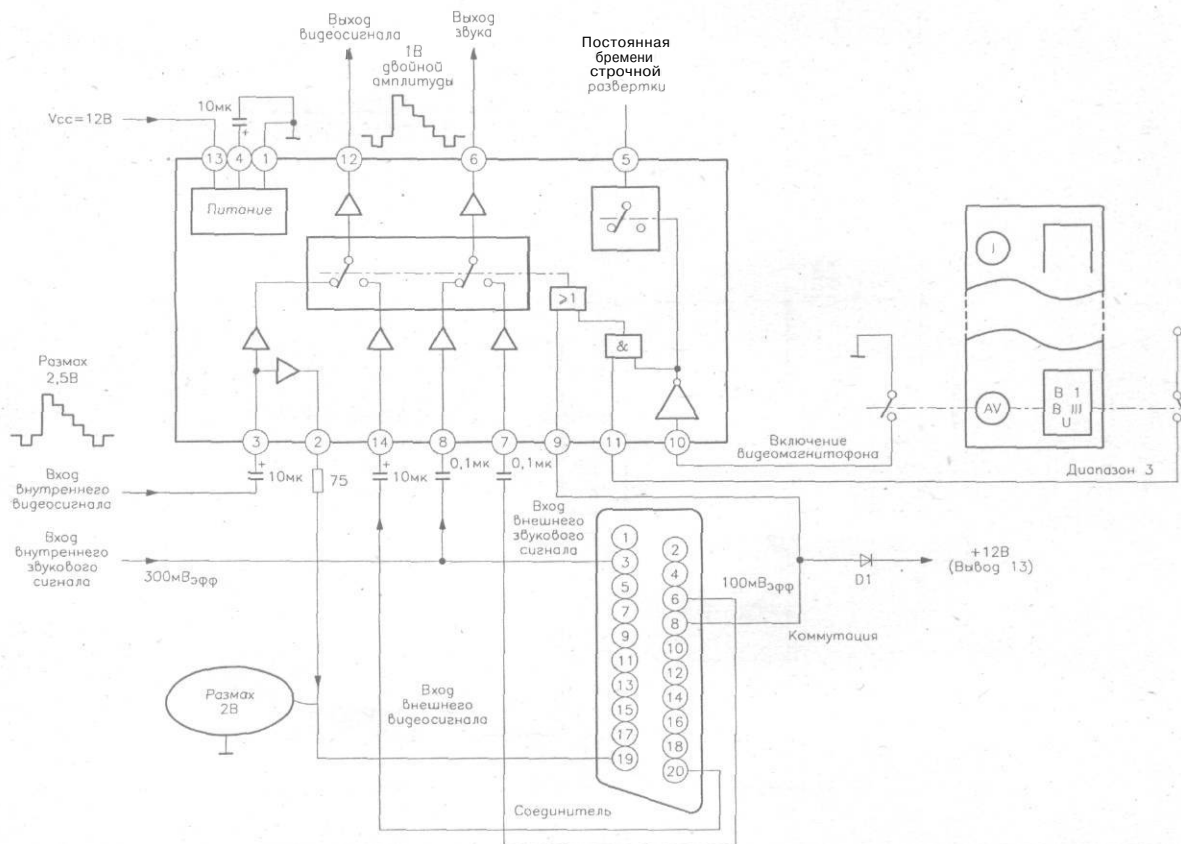 Выход
видеосигнала
Выход
звука
1В
двойной
амплитуды
Постоянная
бремени
строчной
развертки
10мк
+
Vcc=12В
13
4
1
12
6
5
Питание
⩾1
&
J
AV
В 1
В III
U
Размах
2,5В
3
2
14
8
7
9
11
10
Включение
видеомагнитофона
Диапазон 3
+
10мк
75
+
10мк
0,1мк
0,1мк
Вход
внутреннего
видеосигнала
Вход
внутреннего
звукового
сигнала
300мВэфф
Вход
внешнего
звукового
сигнала
1
3
5
7
9
11
13
15
17
19
2
4
6
8
10
12
14
16
18
20
100мВэфф
D1
+12В
(Вывод 13)
Коммутация
Размах
2В
Вход
внешнего
видеосигнала
Соединитель